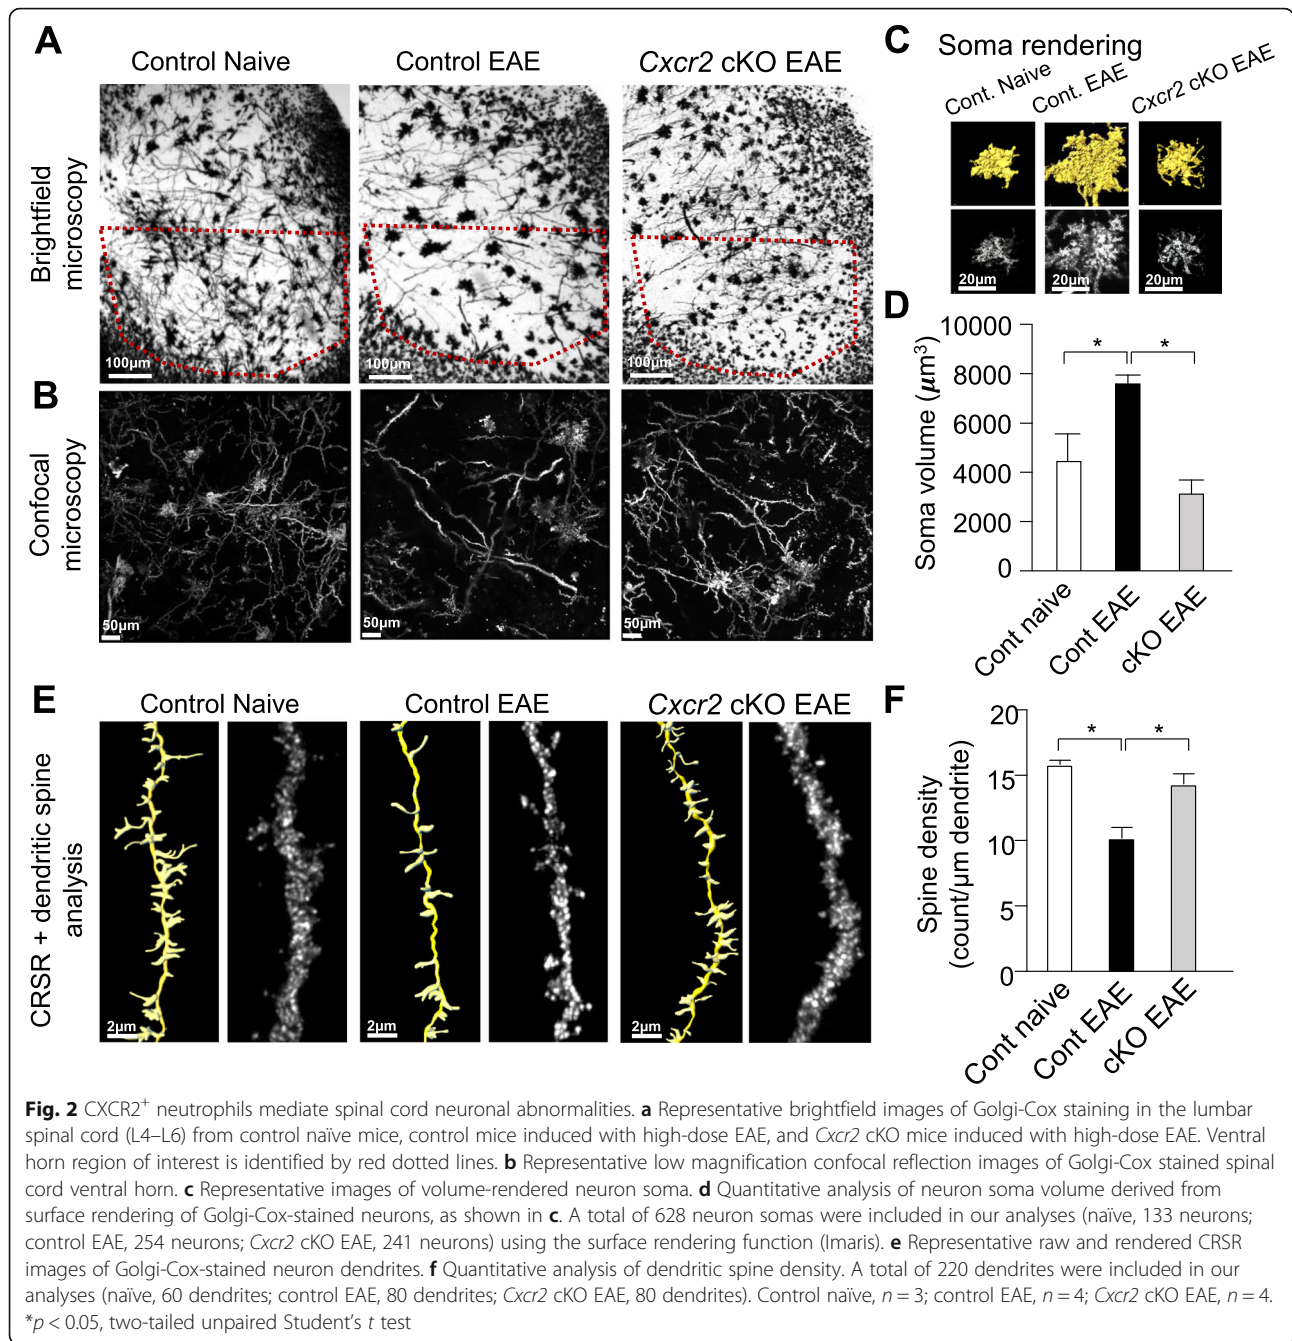 A
Control Naive
Control EAE
Cxcr2 cKO EAE
Brightfield
microscopy
100µm
100µm
100µm
B
Confocal
microscopy
50µm
50µm
50µm
C
Soma rendering
Cont. Naive
Cont. EAE
Cxcr2 cKO EAE
20µm
20µm
20µm
D
Soma volume (µm³)
10000
8000
6000
4000
2000
0
*
*
Cont naive
Cont EAE
cKO EAE
E
Control Naive
Control EAE
Cxcr2 cKO EAE
CRSR + dendritic spine
analysis
2µm
2µm
2µm
F
Spine density
(count/µm dendrite)
20
15
10
5
0
*
*
Cont naive
Cont EAE
cKO EAE
Fig. 2 CXCR2⁺ neutrophils mediate spinal cord neuronal abnormalities. a Representative brightfield images of Golgi-Cox staining in the lumbar
spinal cord (L4–L6) from control naïve mice, control mice induced with high-dose EAE, and Cxcr2 cKO mice induced with high-dose EAE. Ventral
horn region of interest is identified by red dotted lines. b Representative low magnification confocal reflection images of Golgi-Cox stained spinal
cord ventral horn. c Representative images of volume-rendered neuron soma. d Quantitative analysis of neuron soma volume derived from
surface rendering of Golgi-Cox-stained neurons, as shown in c. A total of 628 neuron somas were included in our analyses (naïve, 133 neurons;
control EAE, 254 neurons; Cxcr2 cKO EAE, 241 neurons) using the surface rendering function (Imaris). e Representative raw and rendered CRSR
images of Golgi-Cox-stained neuron dendrites. f Quantitative analysis of dendritic spine density. A total of 220 dendrites were included in our
analyses (naïve, 60 dendrites; control EAE, 80 dendrites; Cxcr2 cKO EAE, 80 dendrites). Control naïve, n = 3; control EAE, n = 4; Cxcr2 cKO EAE, n = 4.
*p < 0.05, two-tailed unpaired Student's t test